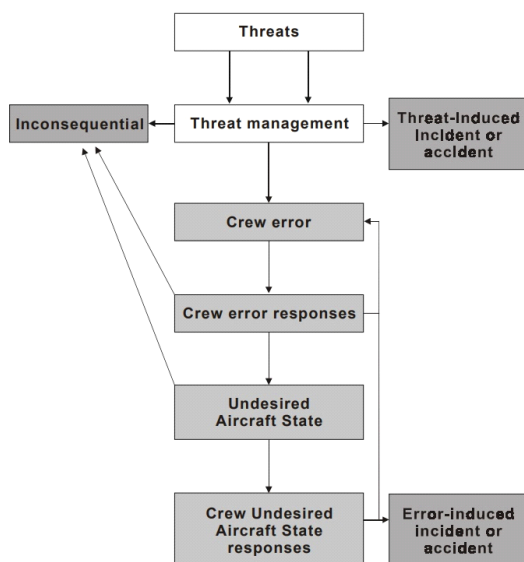 Threats
Inconsequential
Threat management
Threat-Induced
Incident or
accident
Crew error
Crew error responses
Undesired
Aircraft State
Crew Undesired
Aircraft State
responses
Error-induced
incident or
accident